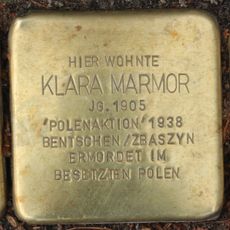 HIER WOHNTE
KLARA MARMOR
JG. 1905
'POLENAKTION' 1938
BENTSCHEN/ZBASZYN
ERMORDET IM
BESETZTEN POLEN